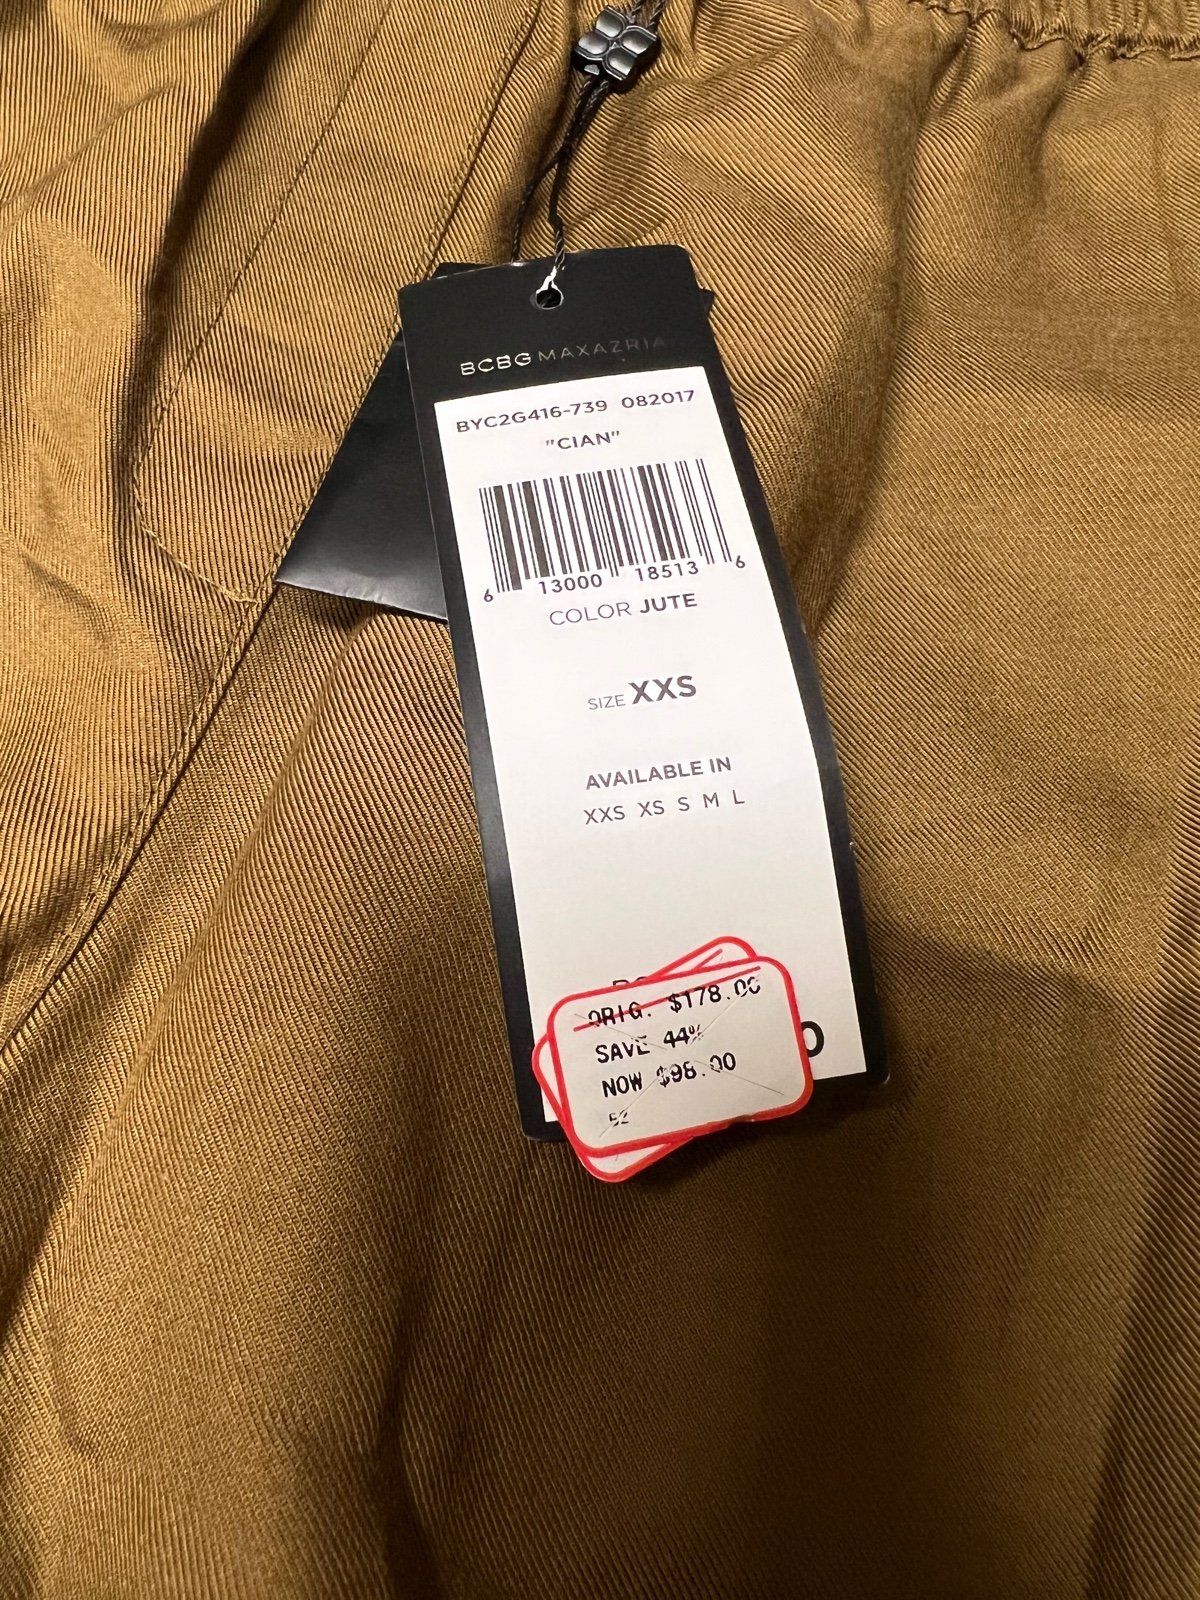 BCBGMAXAZRIA
BYC2G416-739 082017
"CIAN"
6 13000 18513 6
COLOR JUTE
SIZE XXS
AVAILABLE IN
XXS XS S M L
ORIG. $178.00
SAVE 44%
NOW $98.00
52